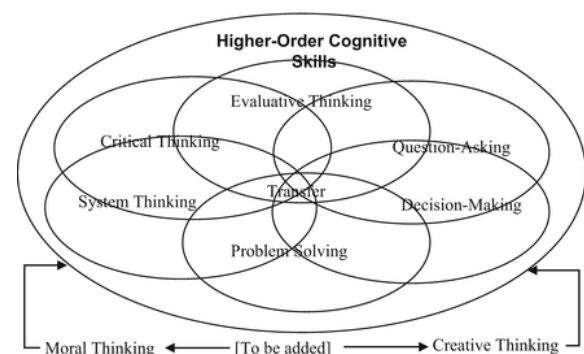 Higher-Order Cognitive
Skills
Evaluative Thinking
Critical Thinking
Question-Asking
Transfer
System Thinking
Decision-Making
Problem Solving
Moral Thinking
[To be added]
Creative Thinking